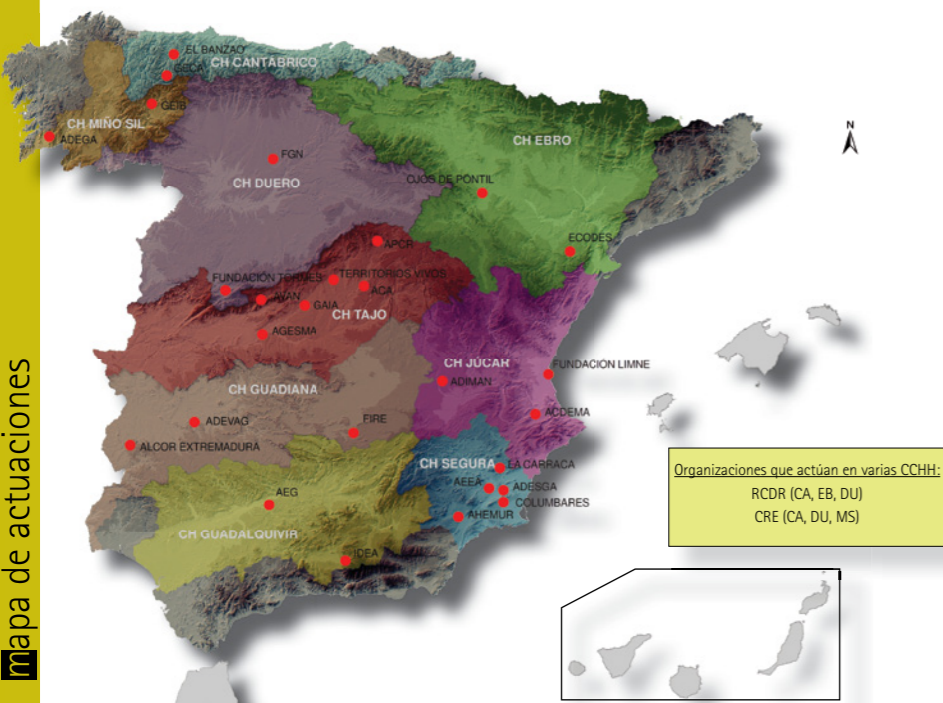 mapa de actuaciones
EL BANZAO
CH CANTÁBRICO
GECA
GEIB
CH MIÑO SIL
ADEGA
N
CH EBRO
FGN
CH DUERO
OJOS DE PONTIL
ECODES
APCR
FUNDACIÓN TORMES
TERRITORIOS VIVOS
ACA
AVAN
GAIA
CH TAJO
AGESMA
CH JÚCAR
FUNDACIÓN LIMNE
ADIMAN
CH GUADIANA
ADEVAG
FIRE
ACDEMA
ALCOR EXTREMADURA
CH SEGURA
LA CARRACA
AEEA
ADESGA
COLUMBARES
AHEMUR
AEG
CH GUADALQUIVIR
IDEA
Organizaciones que actúan en varias CCHH:
RCDR (CA, EB, DU)
CRE (CA, DU, MS)